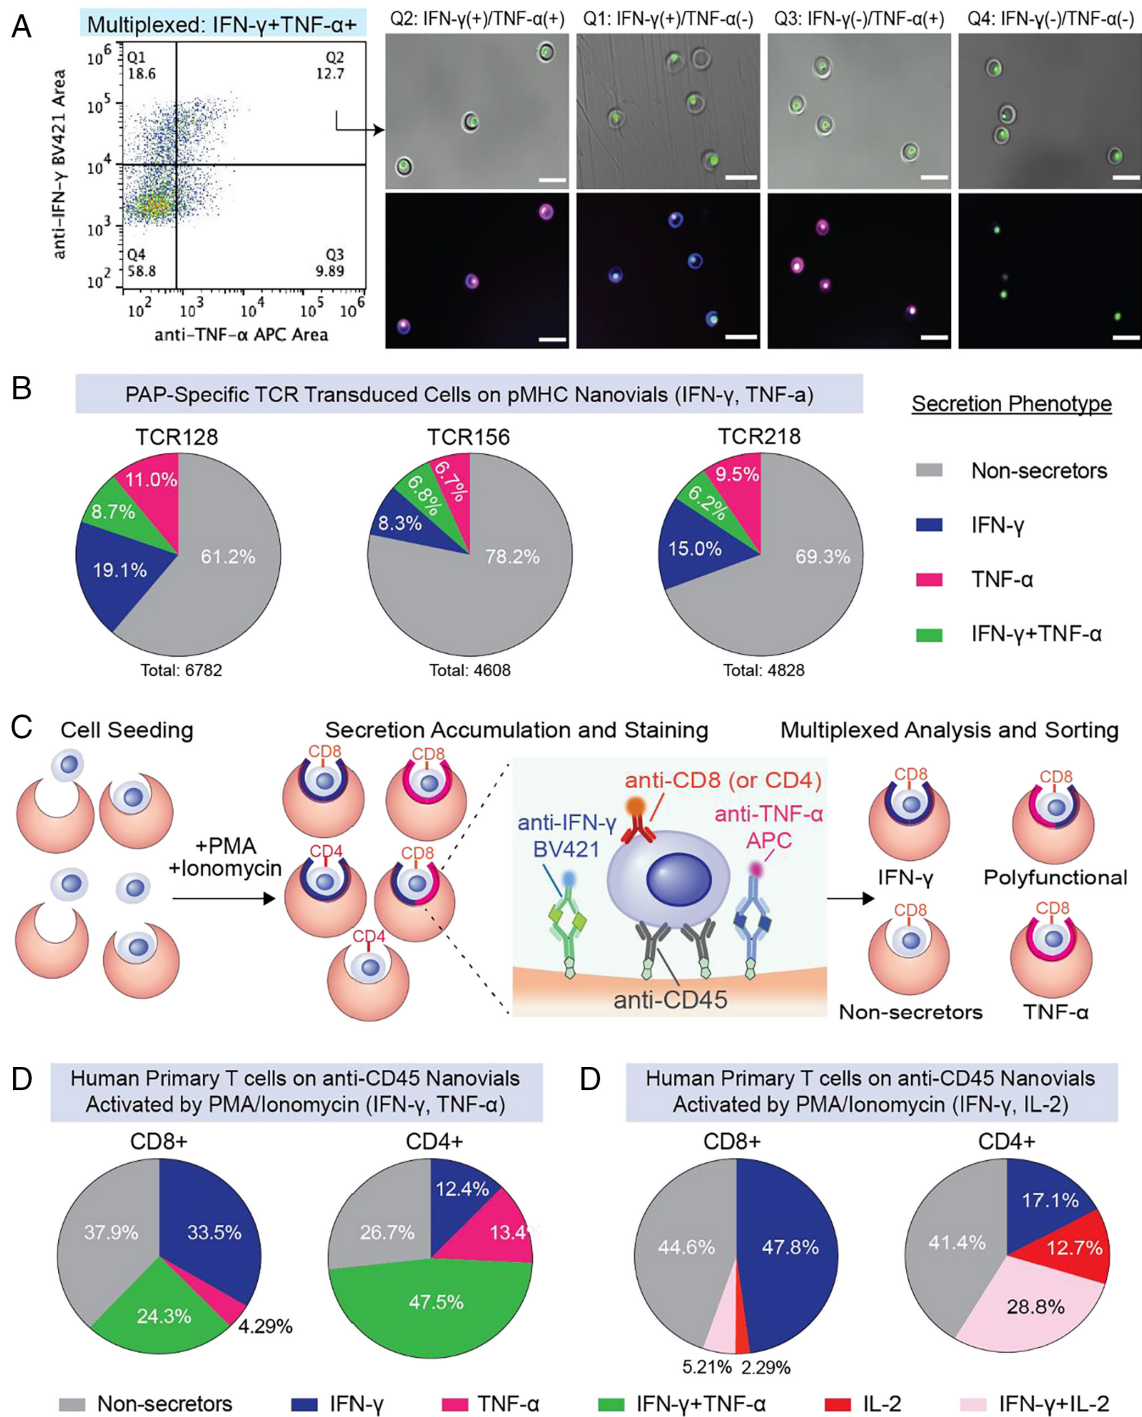 A
Multiplexed: IFN-γ+TNF-α+
Q2: IFN-γ(+)/TNF-α(+)
Q1: IFN-γ(+)/TNF-α(-)
Q3: IFN-γ(-)/TNF-α(+)
Q4: IFN-γ(-)/TNF-α(-)
anti-IFN-γ BV421 Area
10⁶
10⁵
10⁴
10³
10²
Q1
18.6
Q2
12.7
Q4
58.8
Q3
9.89
10² 10³ 10⁴ 10⁵ 10⁶
anti-TNF-α APC Area
B
PAP-Specific TCR Transduced Cells on pMHC Nanovials (IFN-γ, TNF-a)
TCR128
11.0%
8.7%
19.1%
61.2%
Total: 6782
TCR156
6.7%
6.8%
8.3%
78.2%
Total: 4608
TCR218
9.5%
6.2%
15.0%
69.3%
Total: 4828
Secretion Phenotype
Non-secretors
IFN-γ
TNF-α
IFN-γ+TNF-α
C
Cell Seeding
Secretion Accumulation and Staining
Multiplexed Analysis and Sorting
+PMA
+Ionomycin
CD8
CD8
CD4
CD8
CD4
anti-CD8 (or CD4)
anti-IFN-γ
BV421
anti-TNF-α
APC
anti-CD45
CD8
IFN-γ
CD8
Polyfunctional
CD8
Non-secretors
CD8
TNF-α
D
Human Primary T cells on anti-CD45 Nanovials
Activated by PMA/Ionomycin (IFN-γ, TNF-α)
CD8+
37.9%
33.5%
24.3%
4.29%
CD4+
12.4%
26.7%
13.4
47.5%
D
Human Primary T cells on anti-CD45 Nanovials
Activated by PMA/Ionomycin (IFN-γ, IL-2)
CD8+
44.6%
47.8%
5.21%
2.29%
CD4+
17.1%
41.4%
12.7%
28.8%
Non-secretors
IFN-γ
TNF-α
IFN-γ+TNF-α
IL-2
IFN-γ+IL-2